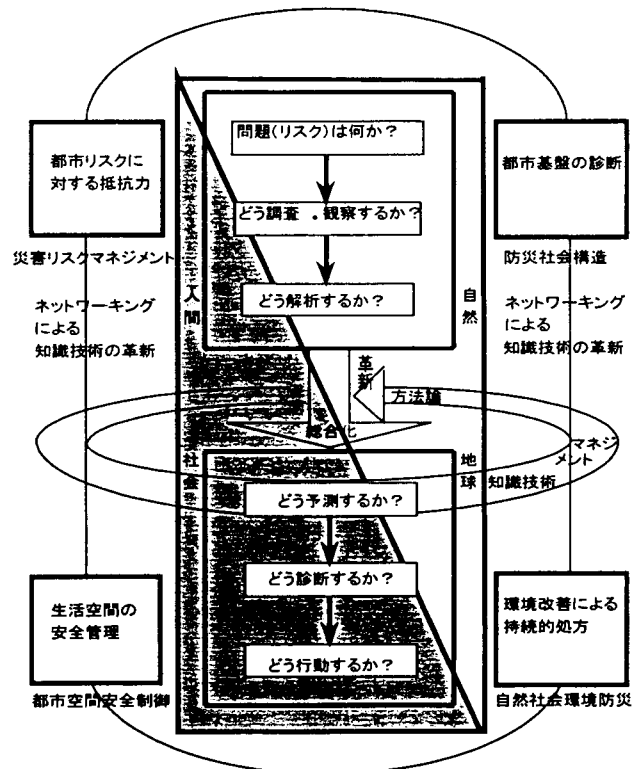 問題(リスク)は何か?
都市リスクに
対する抵抗力
都市基盤の診断
どう調査・観察するか?
災害リスクマネジメント
防災社会構造
人間
自然
どう解析するか?
ネットワーキング
による
知識技術の革新
ネットワーキング
による
知識技術の革新
革新
方法論
総合化
マネジ
メント
社会
地球
知識技術
どう予測するか?
どう診断するか?
生活空間の
安全管理
環境改善による
持続的処方
どう行動するか?
都市空間安全制御
自然社会環境防災